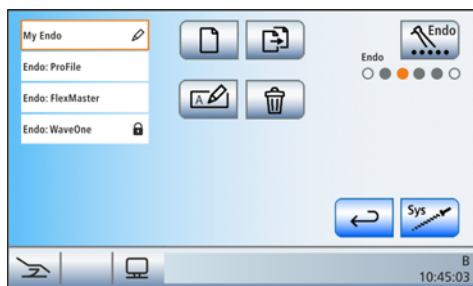 My Endo
Endo: ProFile
Endo: FlexMaster
Endo: WaveOne
A
Endo
Endo
Sys
B
10:45:03